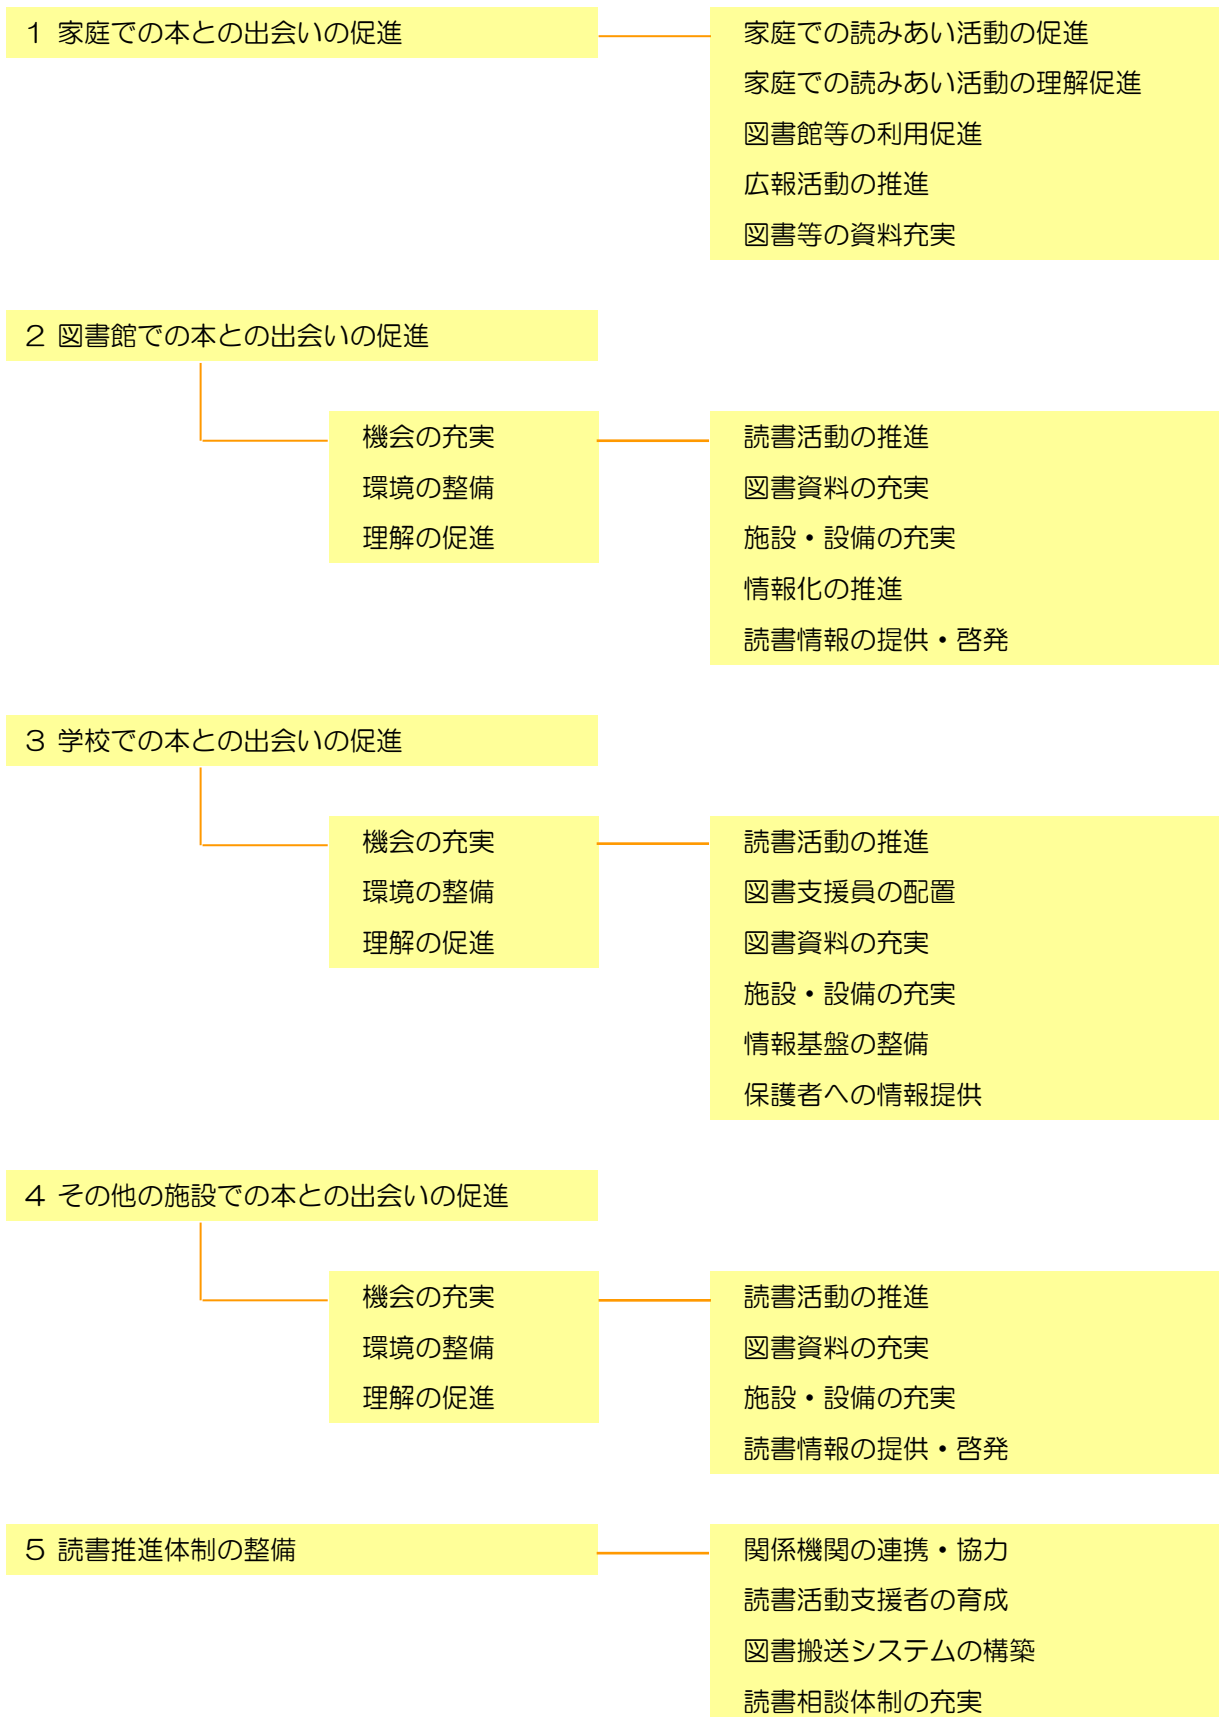 1 家庭での本との出会いの促進
家庭での読みあい活動の促進
家庭での読みあい活動の理解促進
図書館等の利用促進
広報活動の推進
図書等の資料充実
2 図書館での本との出会いの促進
機会の充実
環境の整備
理解の促進
読書活動の推進
図書資料の充実
施設・設備の充実
情報化の推進
読書情報の提供・啓発
3 学校での本との出会いの促進
機会の充実
環境の整備
理解の促進
読書活動の推進
図書支援員の配置
図書資料の充実
施設・設備の充実
情報基盤の整備
保護者への情報提供
4 その他の施設での本との出会いの促進
機会の充実
環境の整備
理解の促進
読書活動の推進
図書資料の充実
施設・設備の充実
読書情報の提供・啓発
5 読書推進体制の整備
関係機関の連携・協力
読書活動支援者の育成
図書搬送システムの構築
読書相談体制の充実